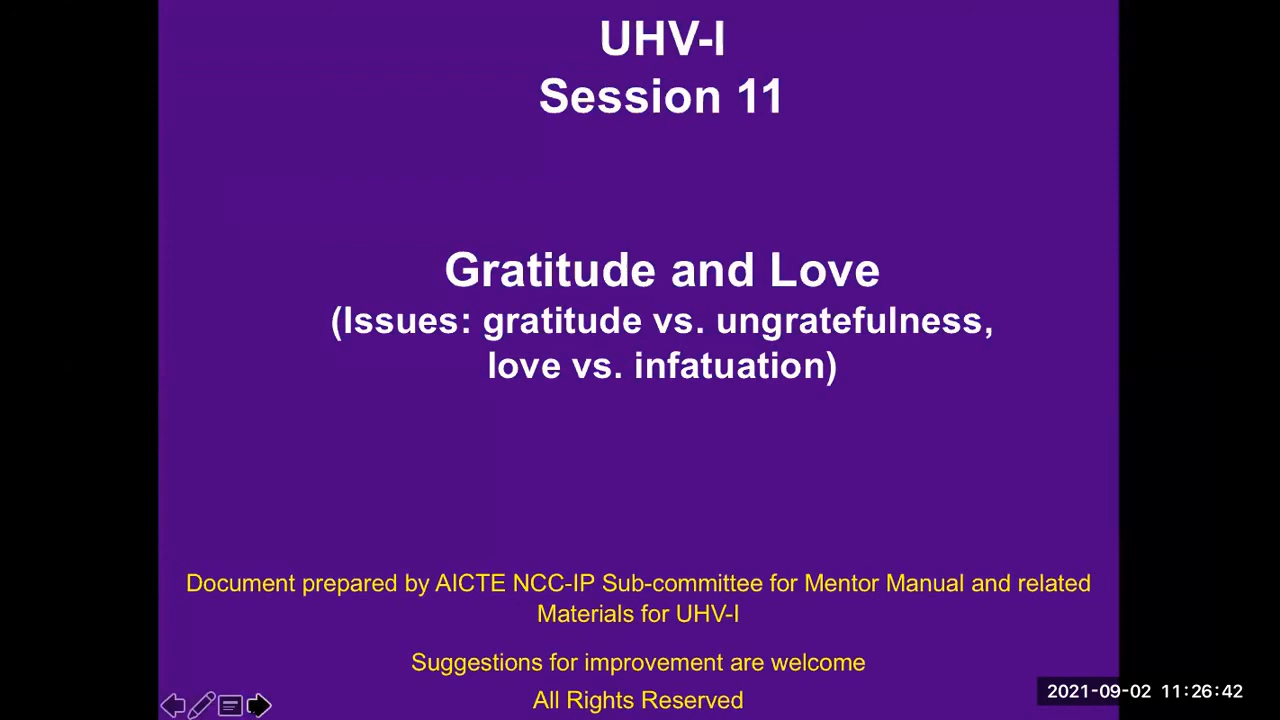 UHV-I
Session 11
Gratitude and Love
(Issues: gratitude vs. ungratefulness,
love vs. infatuation)
Document prepared by AICTE NCC-IP Sub-committee for Mentor Manual and related
Materials for UHV-I
Suggestions for improvement are welcome
All Rights Reserved
2021-09-02 11:26:42